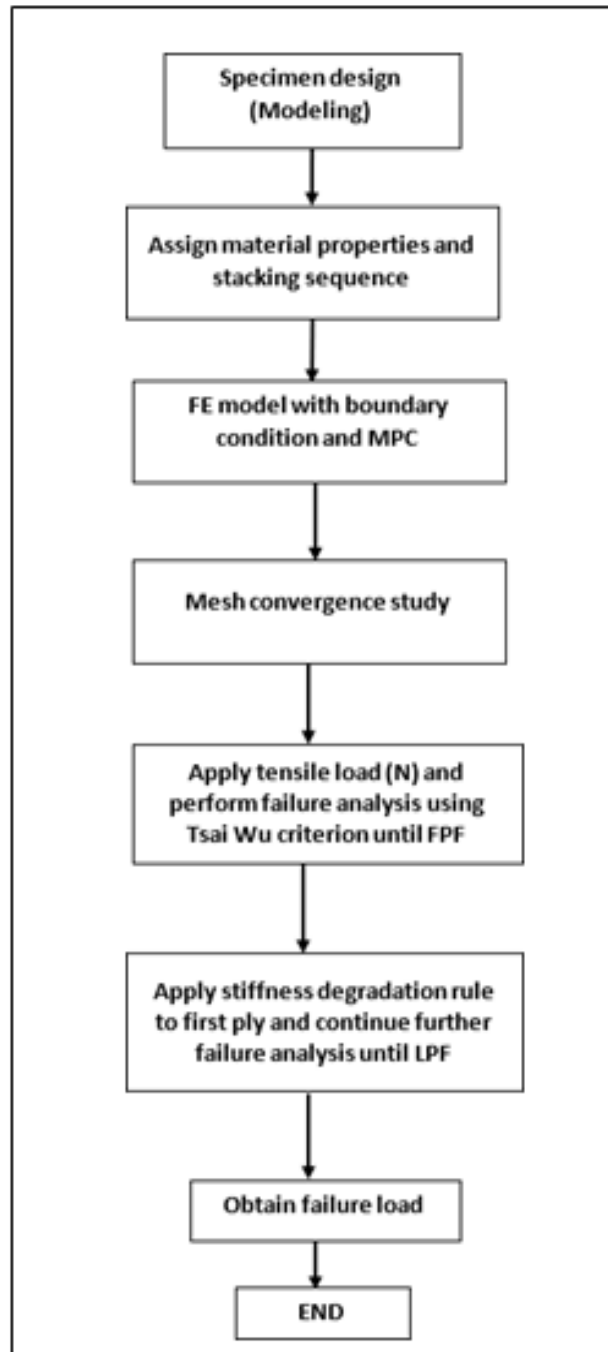 Specimen design
(Modeling)
Assign material properties and
stacking sequence
FE model with boundary
condition and MPC
Mesh convergence study
Apply tensile load (N) and
perform failure analysis using
Tsai Wu criterion until FPF
Apply stiffness degradation rule
to first ply and continue further
failure analysis until LPF
Obtain failure load
END